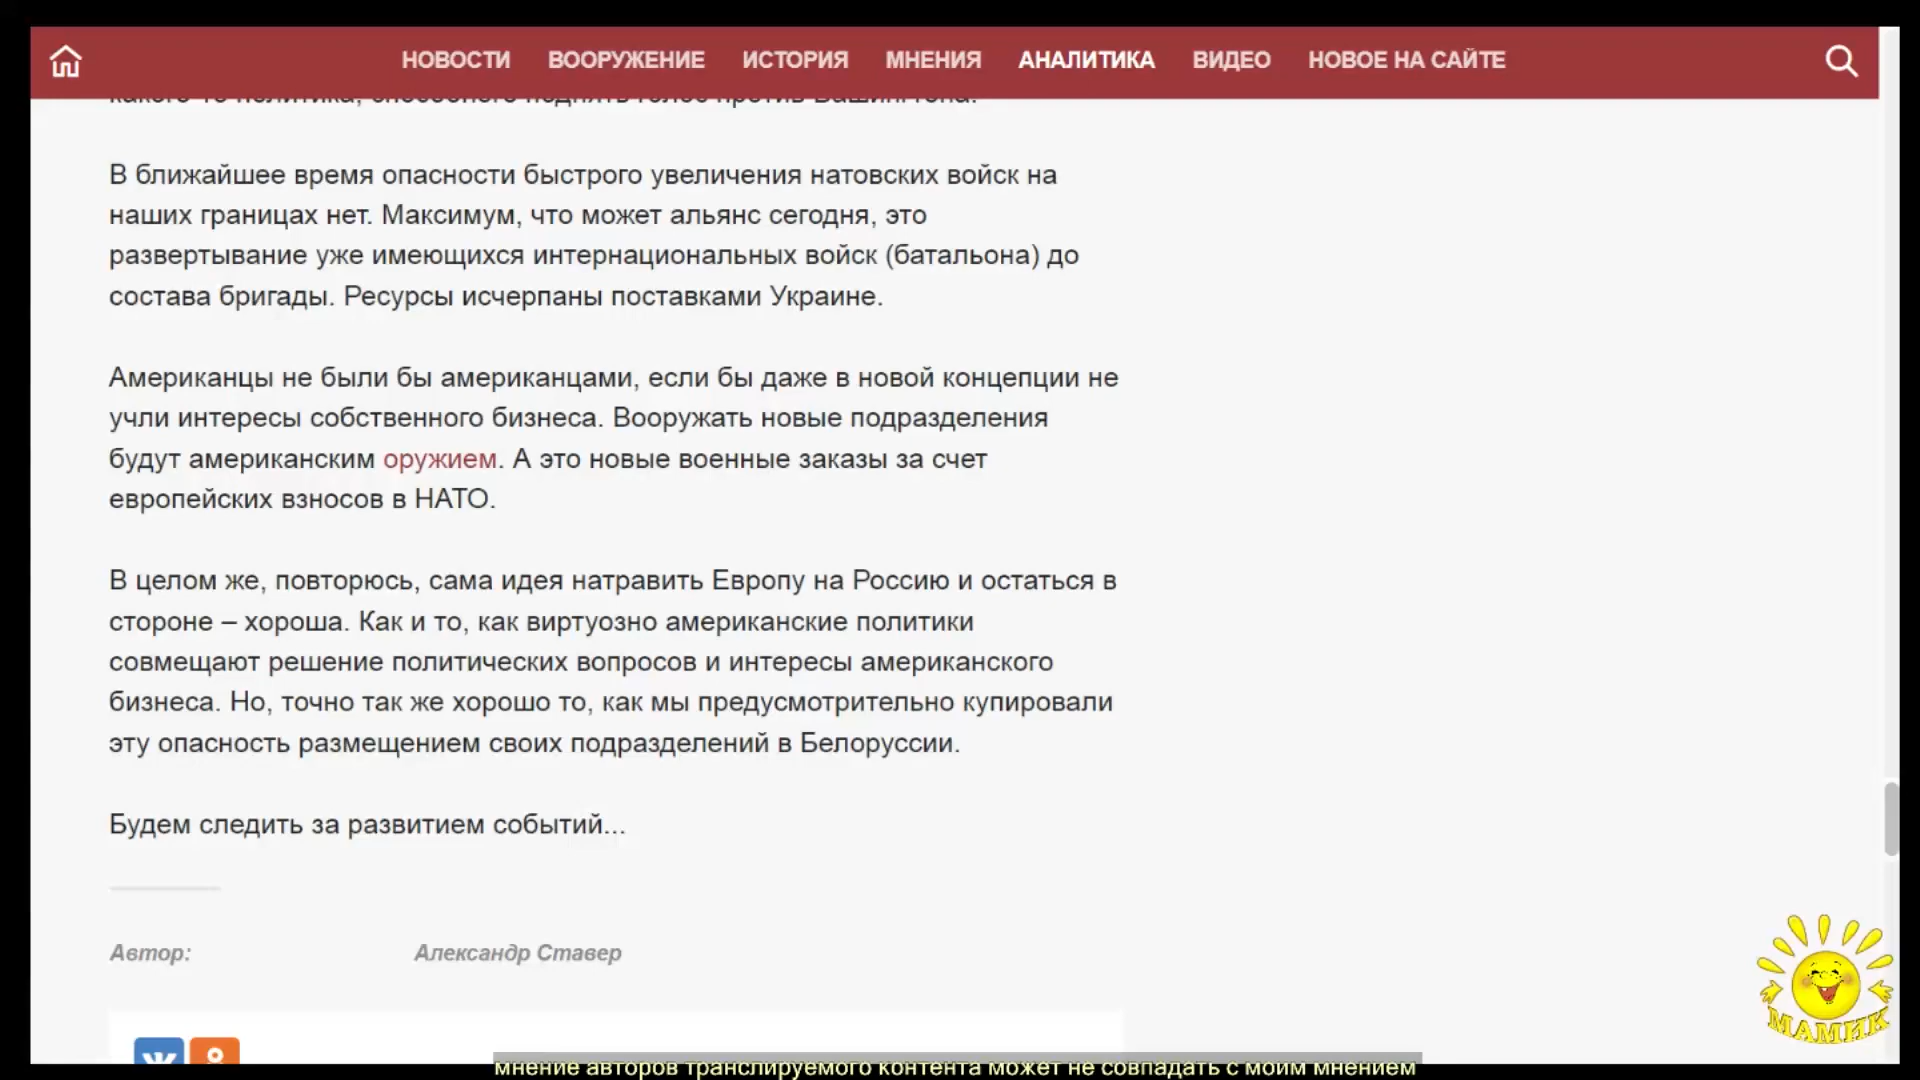 НОВОСТИ ВООРУЖЕНИЕ ИСТОРИЯ МНЕНИЯ АНАЛИТИКА ВИДЕО НОВОЕ НА САЙТЕ
В ближайшее время опасности быстрого увеличения натовских войск на
наших границах нет. Максимум, что может альянс сегодня, это
развертывание уже имеющихся интернациональных войск (батальона) до
состава бригады. Ресурсы исчерпаны поставками Украине.
Американцы не были бы американцами, если бы даже в новой концепции не
учли интересы собственного бизнеса. Вооружать новые подразделения
будут американским оружием. А это новые военные заказы за счет
европейских взносов в НАТО.
В целом же, повторюсь, сама идея натравить Европу на Россию и остаться в
стороне – хороша. Как и то, как виртуозно американские политики
совмещают решение политических вопросов и интересы американского
бизнеса. Но, точно так же хорошо то, как мы предусмотрительно купировали
эту опасность размещением своих подразделений в Белоруссии.
Будем следить за развитием событий...
Автор: Александр Ставер
МАМИК
мнение авторов транслируемого контента может не совпадать с моим мнением